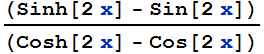 (Sinh[2 x] - Sin[2 x])
(Cosh[2 x] - Cos[2 x])